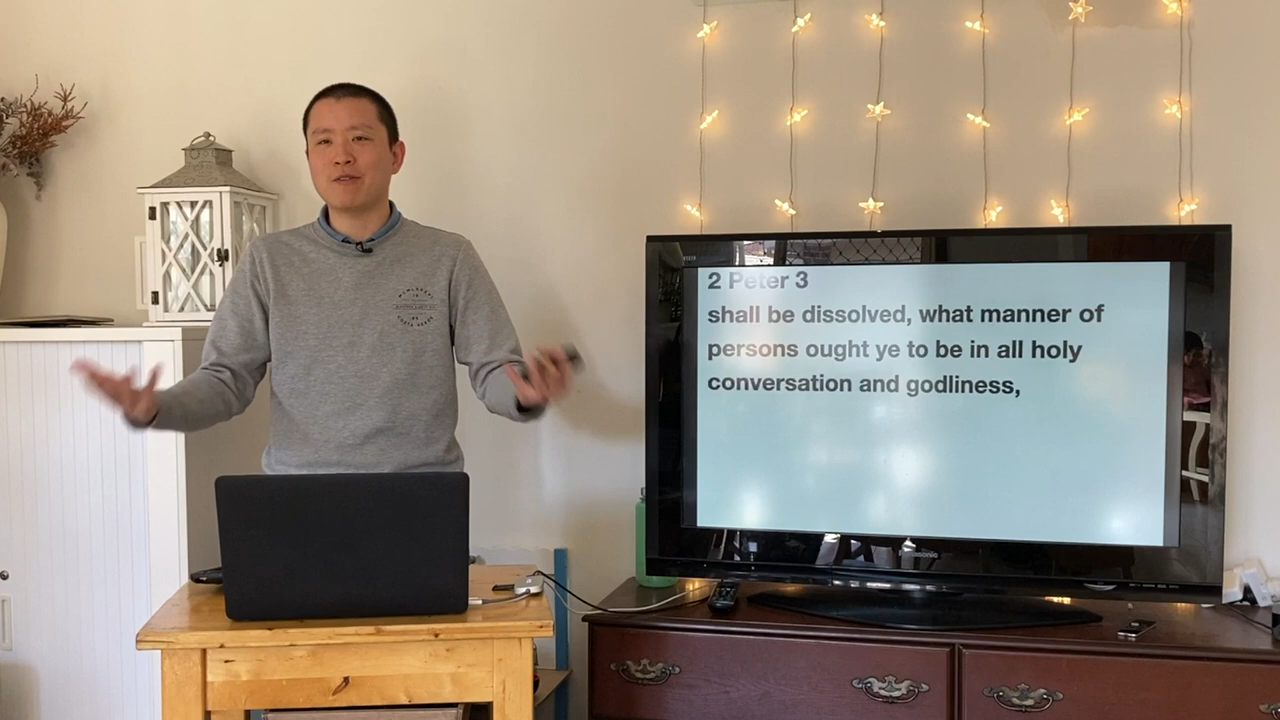 2 Peter 3
shall be dissolved, what manner of
persons ought ye to be in all holy
conversation and godliness,
Panasonic